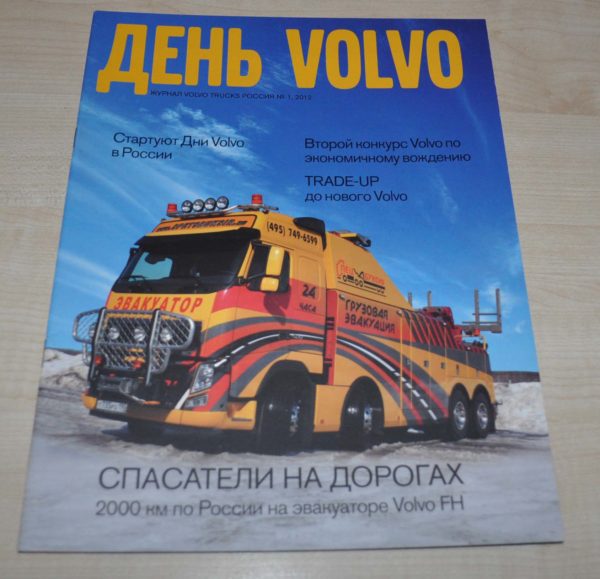 ДЕНЬ VOLVO
ЖУРНАЛ VOLVO TRUCKS РОССИЯ № 1, 2012
Стартуют Дни Volvo
в России
Второй конкурс Volvo по
экономичному вождению
TRADE-UP
до нового Volvo
(495) 749-6599
ЭВАКУАТОР
24
ЧАСА
ГРУЗОВАЯ
ЭВАКУАЦИЯ
СПАСАТЕЛИ НА ДОРОГАХ
2000 км по России на эвакуаторе Volvo FH